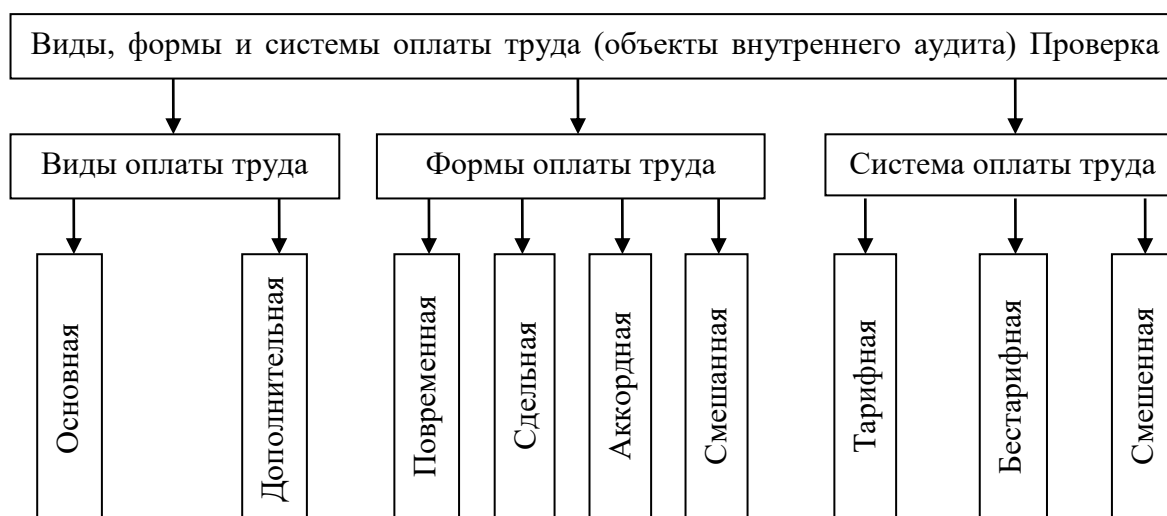 Виды, формы и системы оплаты труда (объекты внутреннего аудита) Проверка
Виды оплаты труда
Формы оплаты труда
Система оплаты труда
Основная
Дополнительная
Повременная
Сдельная
Аккордная
Смешанная
Тарифная
Бестарифная
Смешенная